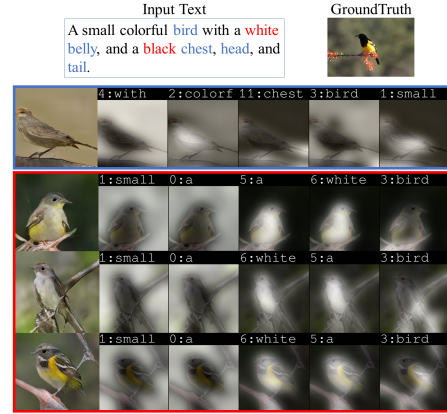 Input Text
GroundTruth
A small colorful bird with a white
belly, and a black chest, head, and
tail.
4:with 2:colorf 11:chest 3:bird 1:small
1:small 0:a 5:a 6:white 3:bird
1:small 0:a 6:white 5:a 3:bird
1:small 0:a 6:white 5:a 3:bird